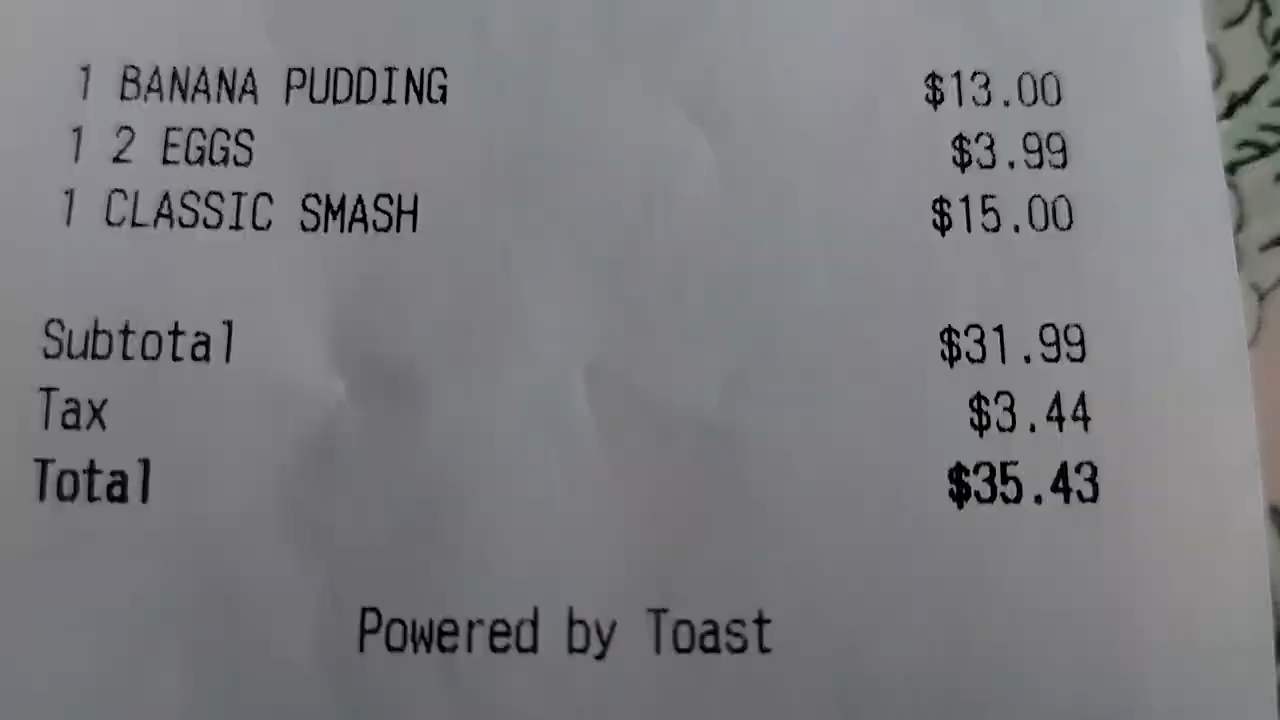 1 BANANA PUDDING $13.00
1 2 EGGS $3.99
1 CLASSIC SMASH $15.00
Subtotal $31.99
Tax $3.44
Total $35.43
Powered by Toast